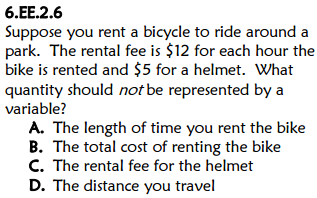 6.EE.2.6
Suppose you rent a bicycle to ride around a
park. The rental fee is $12 for each hour the
bike is rented and $5 for a helmet. What
quantity should not be represented by a
variable?
A. The length of time you rent the bike
B. The total cost of renting the bike
C. The rental fee for the helmet
D. The distance you travel